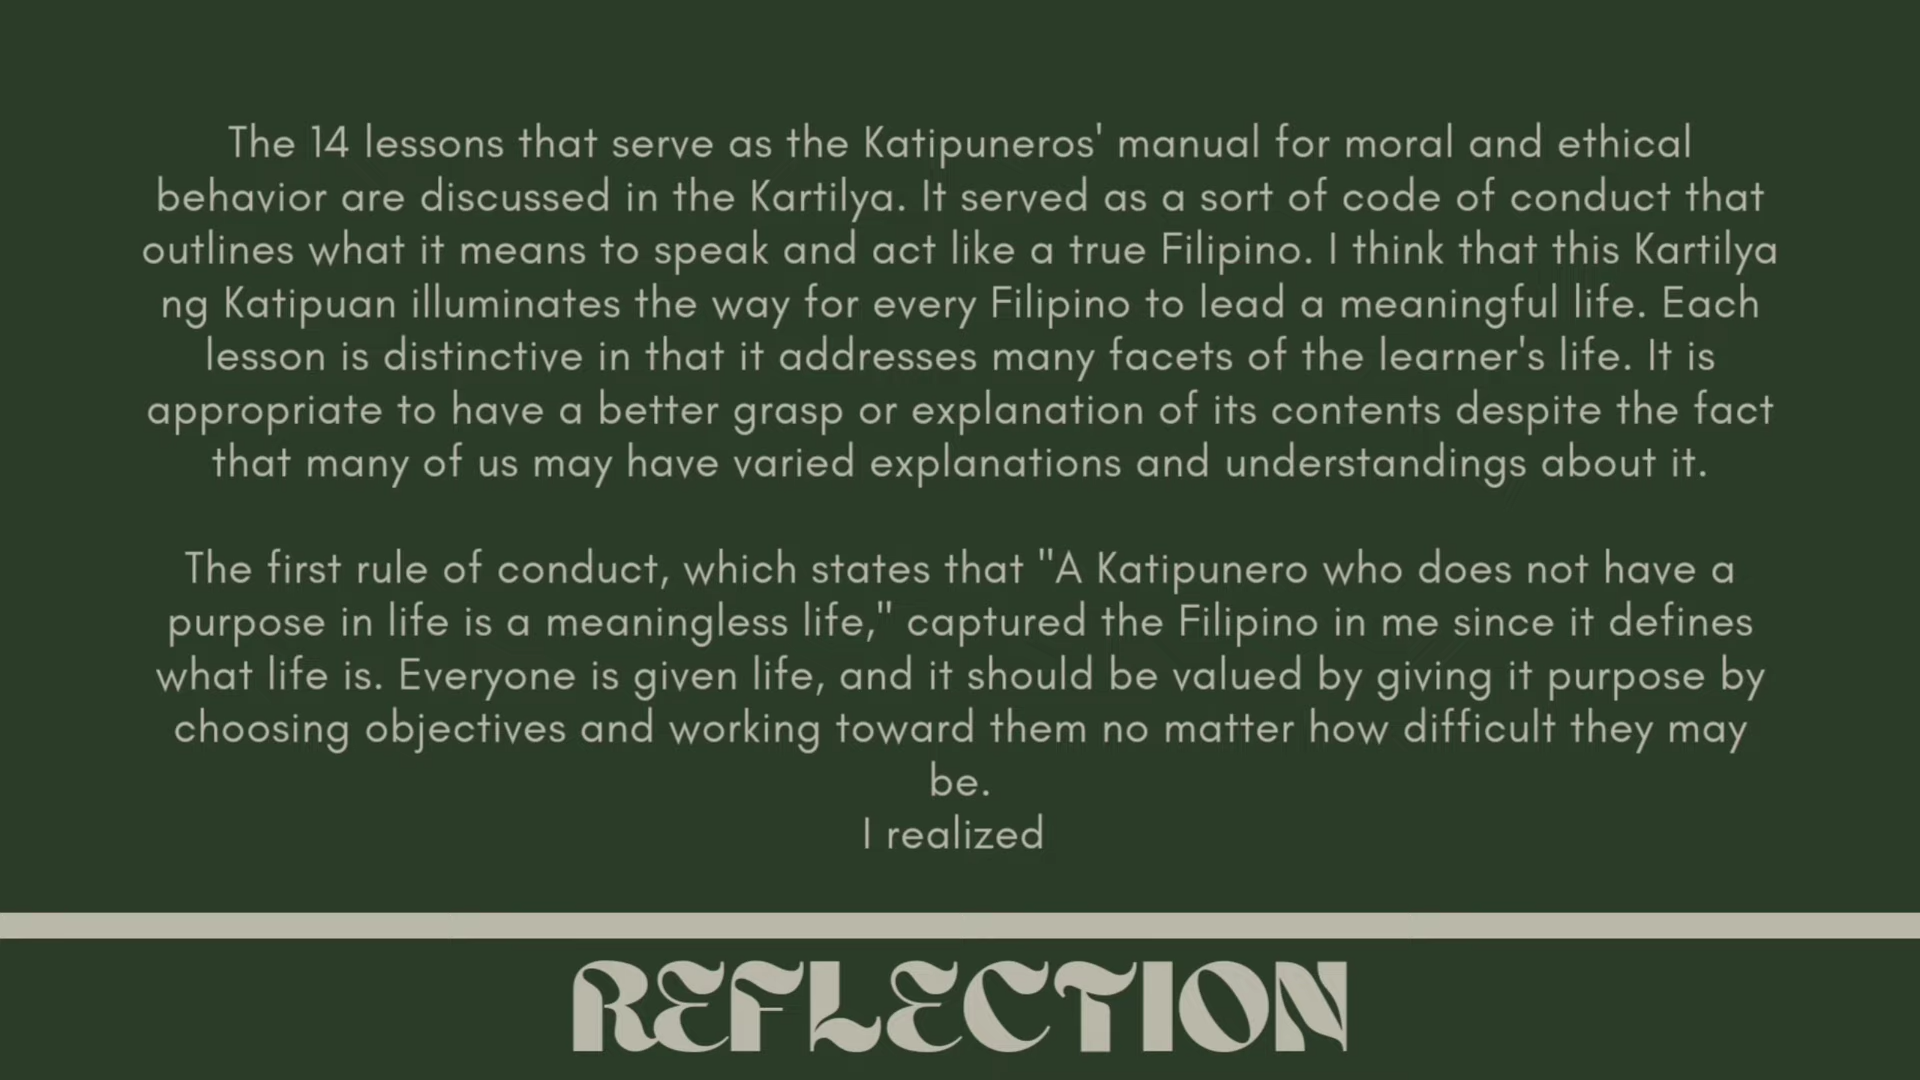 The 14 lessons that serve as the Katipuneros' manual for moral and ethical
behavior are discussed in the Kartilya. It served as a sort of code of conduct that
outlines what it means to speak and act like a true Filipino. I think that this Kartilya
ng Katipuan illuminates the way for every Filipino to lead a meaningful life. Each
lesson is distinctive in that it addresses many facets of the learner's life. It is
appropriate to have a better grasp or explanation of its contents despite the fact
that many of us may have varied explanations and understandings about it.
The first rule of conduct, which states that "A Katipunero who does not have a
purpose in life is a meaningless life," captured the Filipino in me since it defines
what life is. Everyone is given life, and it should be valued by giving it purpose by
choosing objectives and working toward them no matter how difficult they may
be.
I realized
REFLECTION